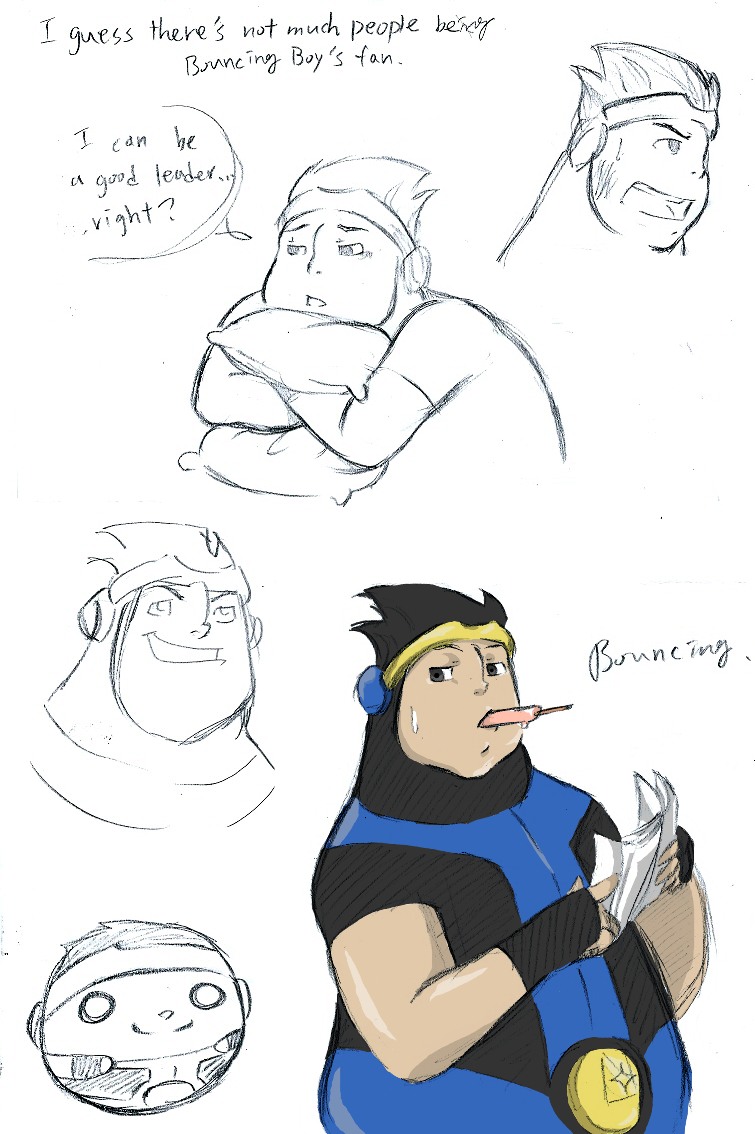 I guess there's not much people being
Bouncing Boy's fan.
I can be
a good leader...
right?
Bouncing.